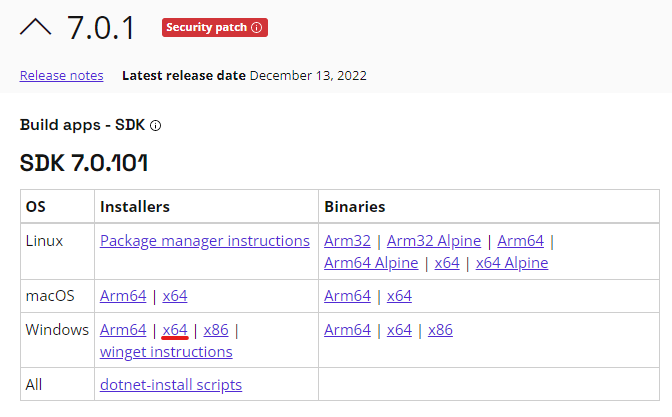 7.0.1 Security patch
Release notes Latest release date December 13, 2022
Build apps - SDK
SDK 7.0.101
OS Installers Binaries
Linux Package manager instructions Arm32 | Arm32 Alpine | Arm64 |
Arm64 Alpine | x64 | x64 Alpine
macOS Arm64 | x64 Arm64 | x64
Windows Arm64 | x64 | x86 | Arm64 | x64 | x86
winget instructions
All dotnet-install scripts